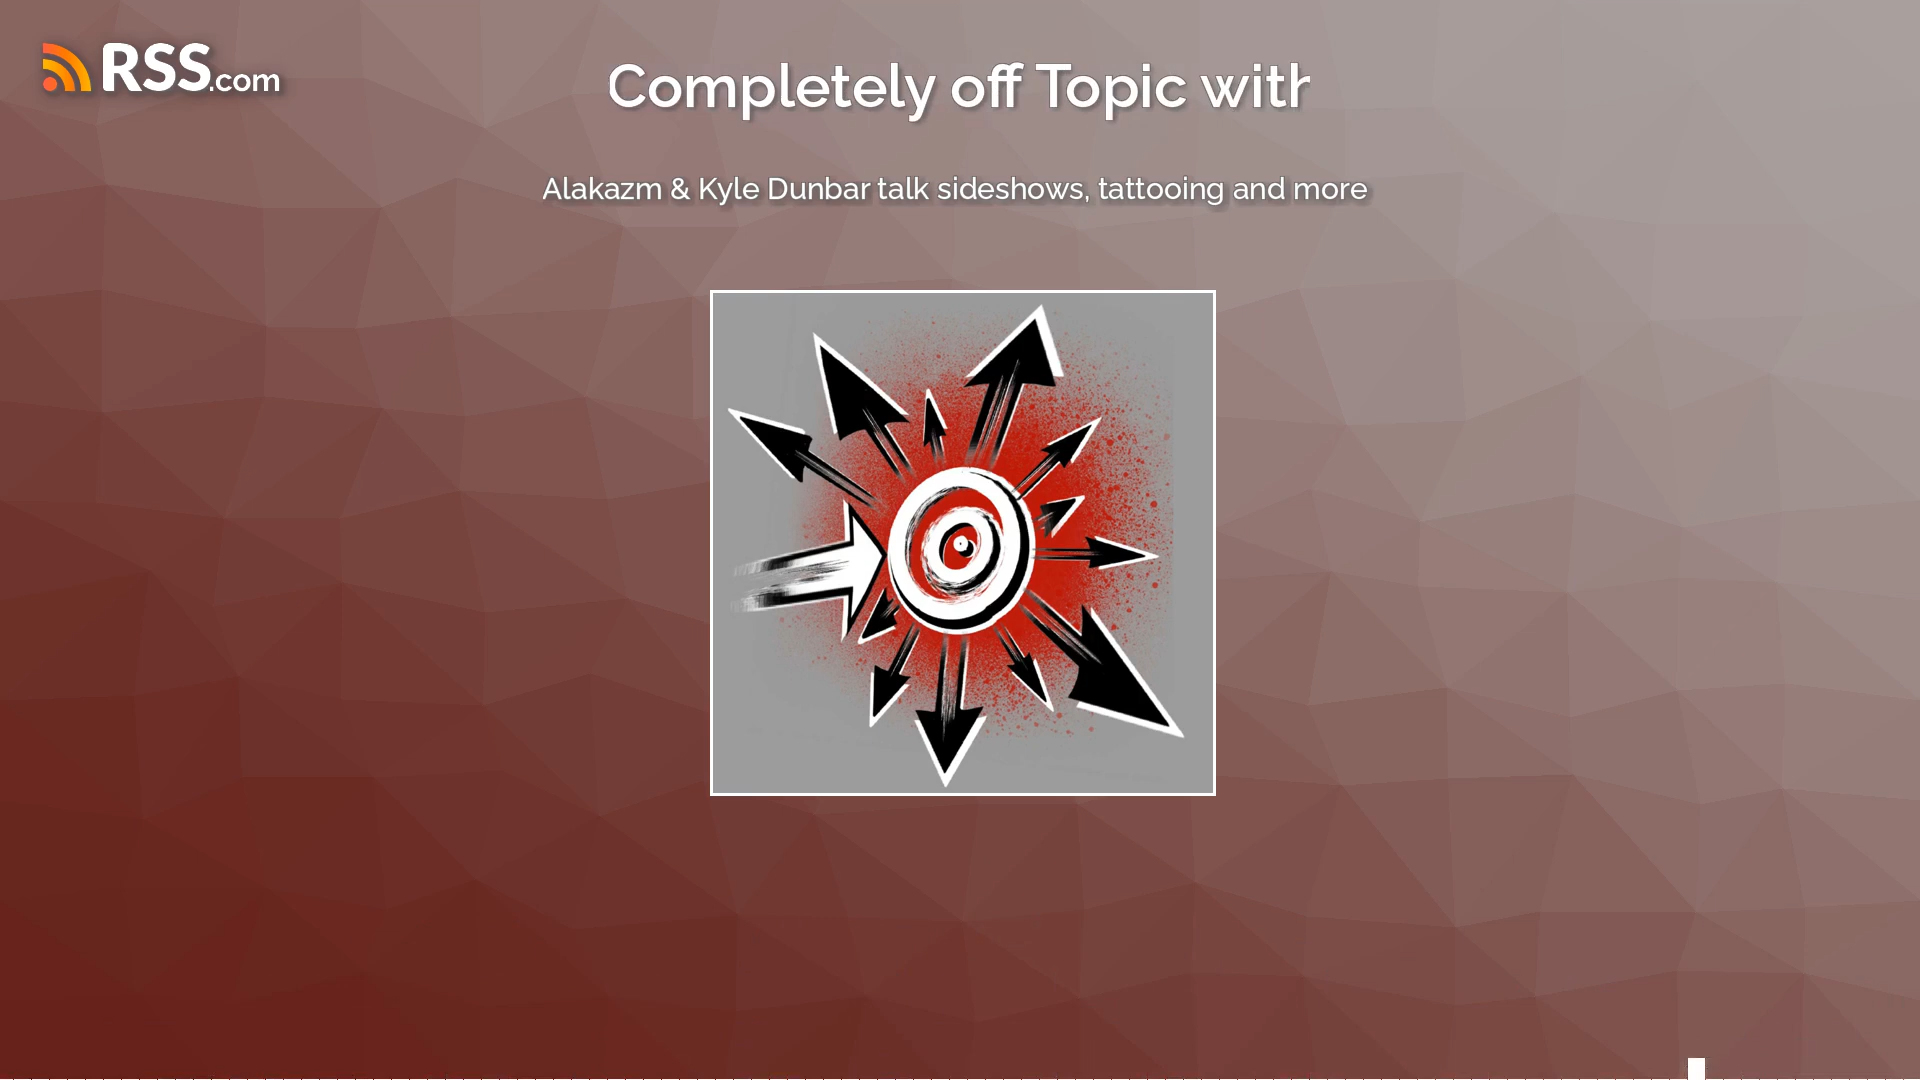 RSS.com
Completely off Topic with
Alakazm & Kyle Dunbar talk sideshows, tattooing and more